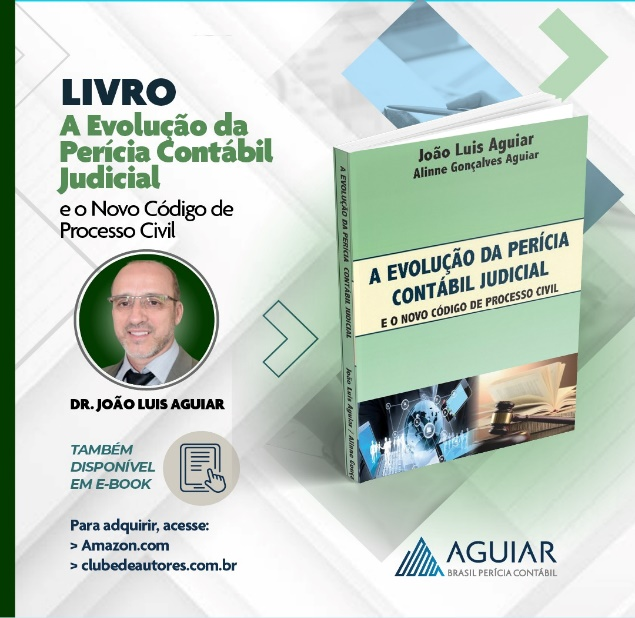 LIVRO
A Evolução da
Perícia Contábil
Judicial
e o Novo Código de
Processo Civil
DR. JOÃO LUIS AGUIAR
TAMBÉM
DISPONÍVEL
EM E-BOOK
Para adquirir, acesse:
> Amazon.com
> clubedeautores.com.br
João Luis Aguiar
Alinne Gonçalves Aguiar
A EVOLUÇÃO DA PERÍCIA
CONTÁBIL JUDICIAL
E O NOVO CÓDIGO DE PROCESSO CIVIL
A EVOLUÇÃO DA PERÍCIA CONTÁBIL JUDICIAL
João Luis Aguiar / Alinne Gonç
AGUIAR
BRASIL PERÍCIA CONTÁBIL